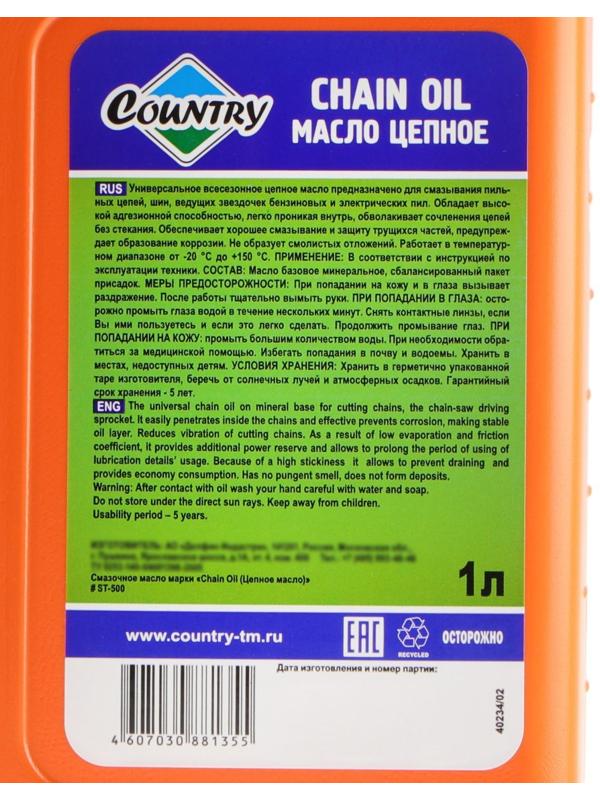 COUNTRY
CHAIN OIL
МАСЛО ЦЕПНОЕ
RUS Универсальное всесезонное цепное масло предназначено для смазывания пиль-
ных цепей, шин, ведущих звездочек бензиновых и электрических пил. Обладает высо-
кой адгезионной способностью, легко проникая внутрь, обволакивает сочленения цепей
без стекания. Обеспечивает хорошее смазывание и защиту трущихся частей, предупреж-
дает образование коррозии. Не образует смолистых отложений. Работает в температур-
ном диапазоне от -20 °С до +150 °С. ПРИМЕНЕНИЕ: В соответствии с инструкцией по
эксплуатации техники. СОСТАВ: Масло базовое минеральное, сбалансированный пакет
присадок. МЕРЫ ПРЕДОСТОРОЖНОСТИ: При попадании на кожу и в глаза вызывает
раздражение. После работы тщательно вымыть руки. ПРИ ПОПАДАНИИ В ГЛАЗА: осто-
рожно промыть глаза водой в течение нескольких минут. Снять контактные линзы, если
Вы ими пользуетесь и если это легко сделать. Продолжить промывание глаз. ПРИ
ПОПАДАНИИ НА КОЖУ: промыть большим количеством воды. При необходимости обра-
титься за медицинской помощью. Избегать попадания в почву и водоемы. Хранить в
местах, недоступных детям. УСЛОВИЯ ХРАНЕНИЯ: Хранить в герметично упакованной
таре изготовителя, беречь от солнечных лучей и атмосферных осадков. Гарантийный
срок хранения - 5 лет.
ENG The universal chain oil on mineral base for cutting chains, the chain-saw driving
sprocket. It easily penetrates inside the chains and effective prevents corrosion, making stable
oil layer. Reduces vibration of cutting chains. As a result of low evaporation and friction
coefficient, it provides additional power reserve and allows to prolong the period of using of
lubrication details' usage. Because of a high stickiness it allows to prevent draining and
provides economy consumption. Has no pungent smell, does not form deposits.
Warning: After contact with oil wash your hand careful with water and soap.
Do not store under the direct sun rays. Keep away from children.
Usability period – 5 years.
Смазочное масло марки «Chain Oil (Цепное масло)»
# ST-500
1л
www.country-tm.ru
EAC
RECYCLED
ОСТОРОЖНО
Дата изготовления и номер партии:
4 607030 881355
40234/02